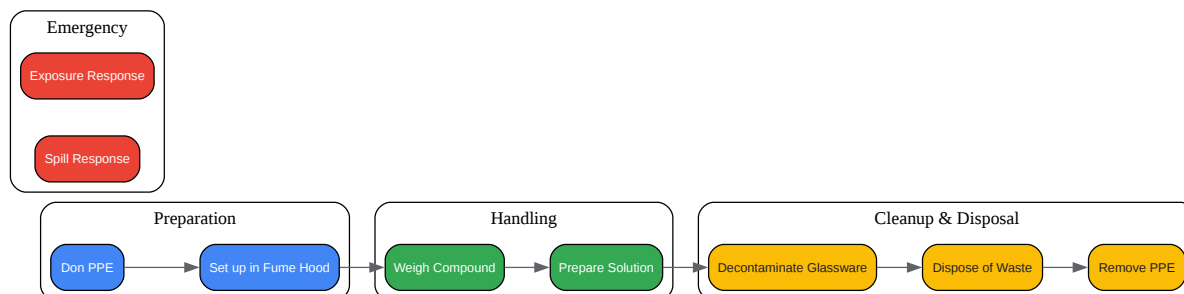 Emergency
Exposure Response
Spill Response
Preparation
Don PPE
Set up in Fume Hood
Handling
Weigh Compound
Prepare Solution
Cleanup & Disposal
Decontaminate Glassware
Dispose of Waste
Remove PPE